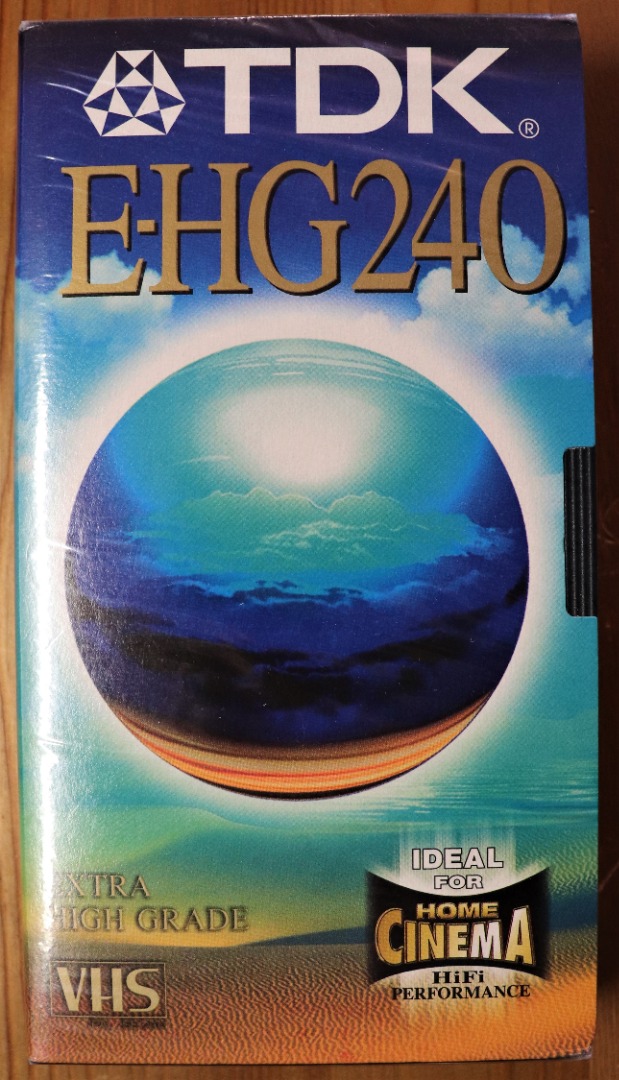 TDK®
E-HG240
IDEAL
FOR
HOME
CINEMA
HiFi
PERFORMANCE
EXTRA
HIGH GRADE
VHS